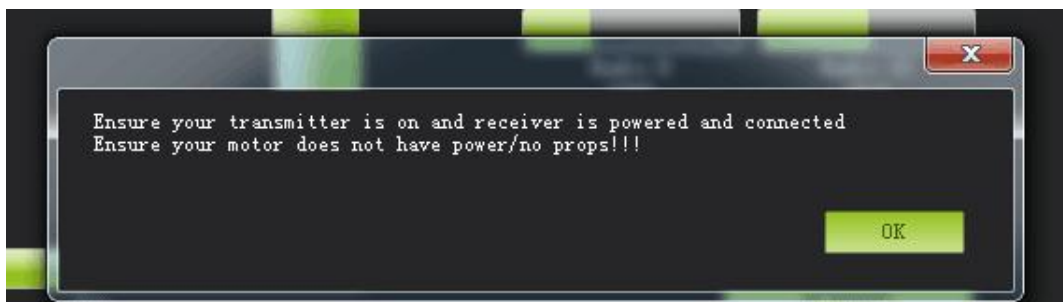 Ensure your transmitter is on and receiver is powered and connected
Ensure your motor does not have power/no props!!!
OK